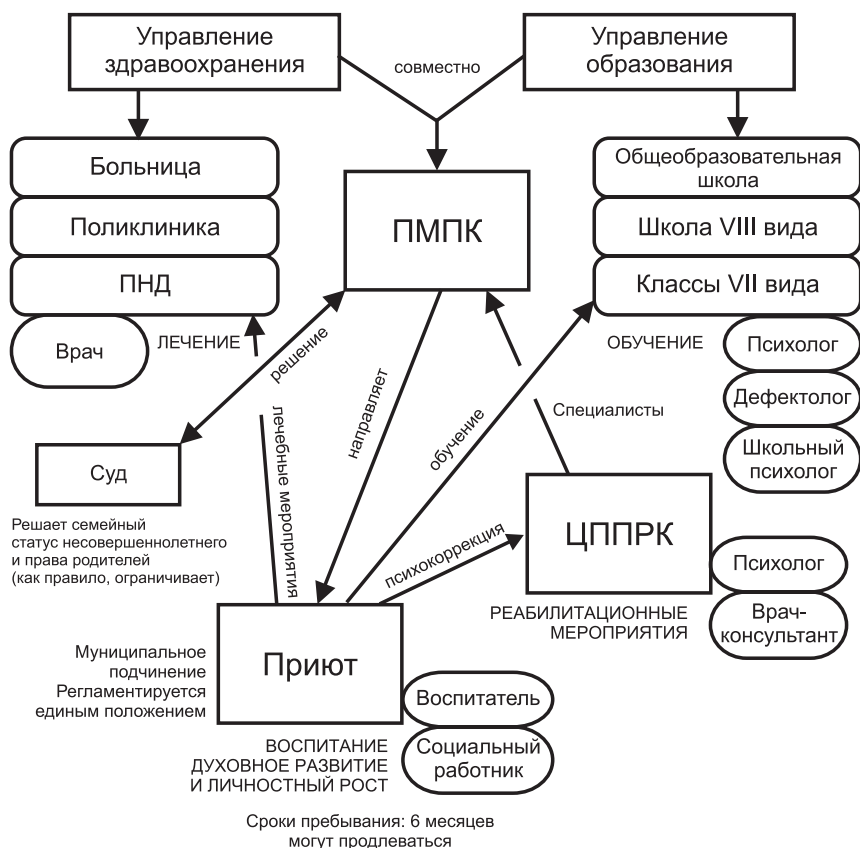 Управление
здравоохранения
совместно
Управление
образования
Больница
Поликлиника
ПНД
Врач
ЛЕЧЕНИЕ
ПМПК
Общеобразовательная
школа
Школа VIII вида
Классы VII вида
ОБУЧЕНИЕ
Психолог
Дефектолог
Школьный
психолог
решение
направляет
обучение
лечебные мероприятия
психокоррекция
Специалисты
Суд
Решает семейный
статус несовершеннолетнего
и права родителей
(как правило, ограничивает)
ЦППРК
Психолог
Врач-
консультант
РЕАБИЛИТАЦИОННЫЕ
МЕРОПРИЯТИЯ
Муниципальное
подчинение
Регламентируется
единым положением
Приют
Воспитатель
Социальный
работник
ВОСПИТАНИЕ
ДУХОВНОЕ РАЗВИТИЕ
И ЛИЧНОСТНЫЙ РОСТ
Сроки пребывания: 6 месяцев
могут продлеваться